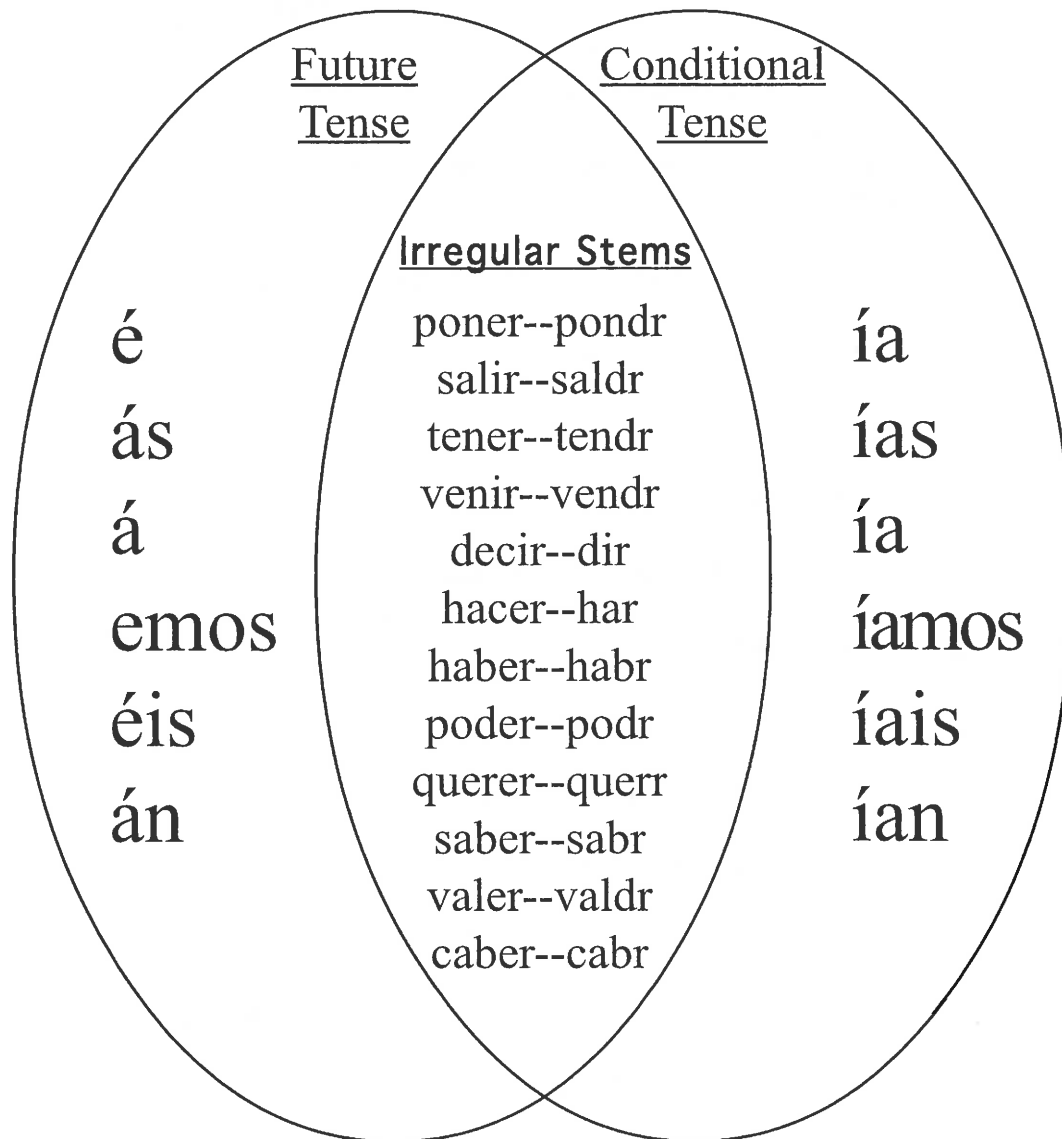 Future
Tense
Conditional
Tense
Irregular Stems
é
ás
á
emos
éis
án
poner--pondr
salir--saldr
tener--tendr
venir--vendr
decir--dir
hacer--har
haber--habr
poder--podr
querer--querr
saber--sabr
valer--valdr
caber--cabr
ía
ías
ía
íamos
íais
ían